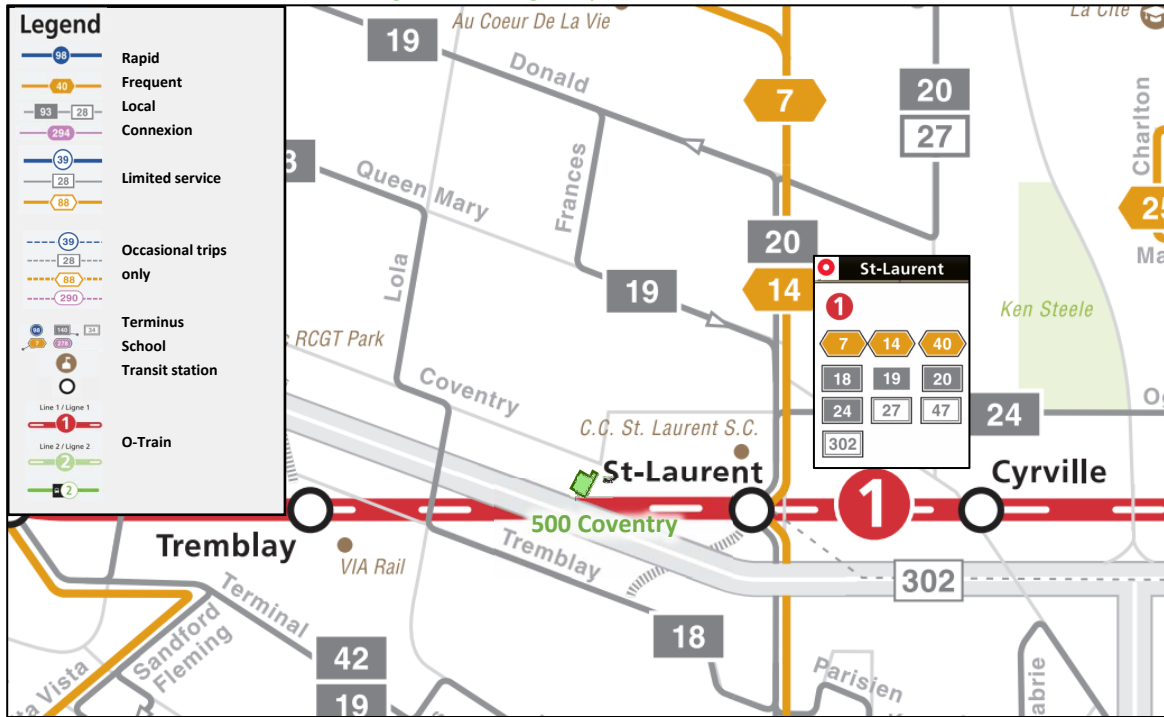 Legend
98
Rapid
40
Frequent
93 28
Local
294
Connexion
39
28
Limited service
88
39
28
Occasional trips
88
only
290
98 140 34
Terminus
7
School
Transit station
Line 1 / Ligne 1
1
O-Train
Line 2 / Ligne 2
2
2
Au Coeur De La Vie
La Cité
19
Donald
7
20
27
Charlton
Queen Mary
Frances
20
25
Lola
19
14
St-Laurent
1
7 14 40
18 19 20
24 27 47
302
Ken Steele
RCGT Park
Coventry
C.C. St. Laurent S.C.
24
St-Laurent
Cyrville
500 Coventry
1
Tremblay
VIA Rail
Tremblay
302
Terminal
18
Sandford
Fleming
42
19
Vista
Parisien